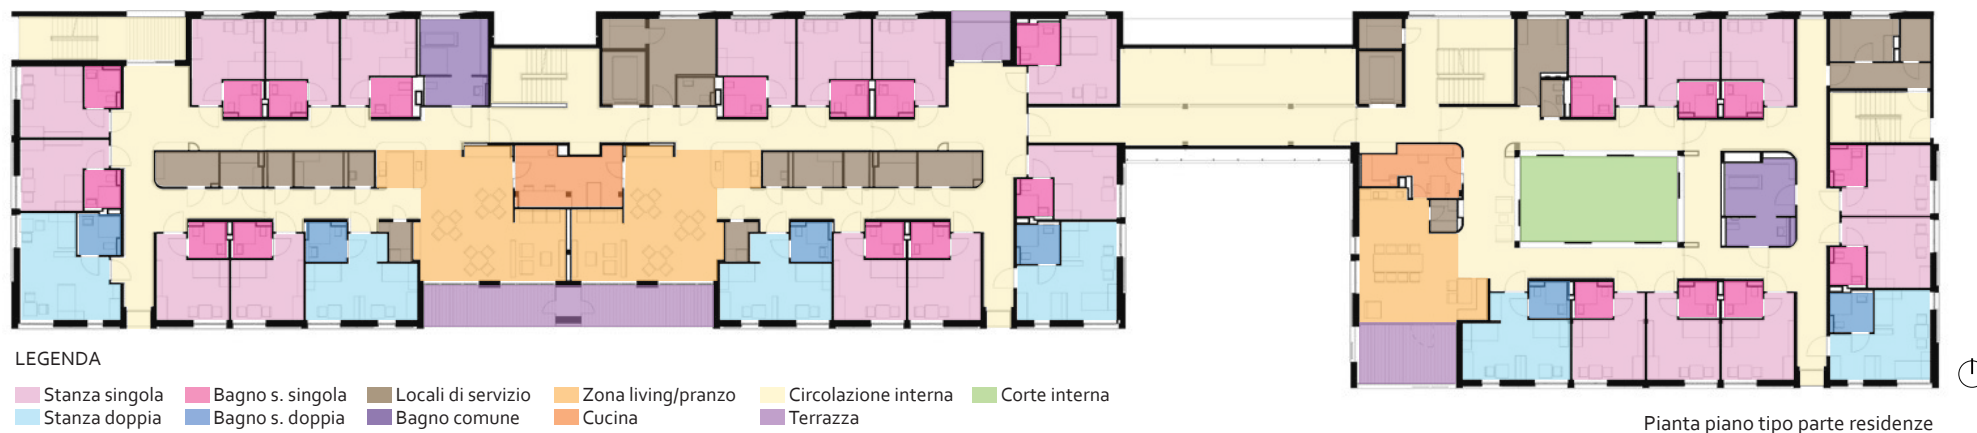 LEGENDA
Stanza singola Bagno s. singola Locali di servizio Zona living/pranzo Circolazione interna Corte interna
Stanza doppia Bagno s. doppia Bagno comune Cucina Terrazza
Pianta piano tipo parte residenze